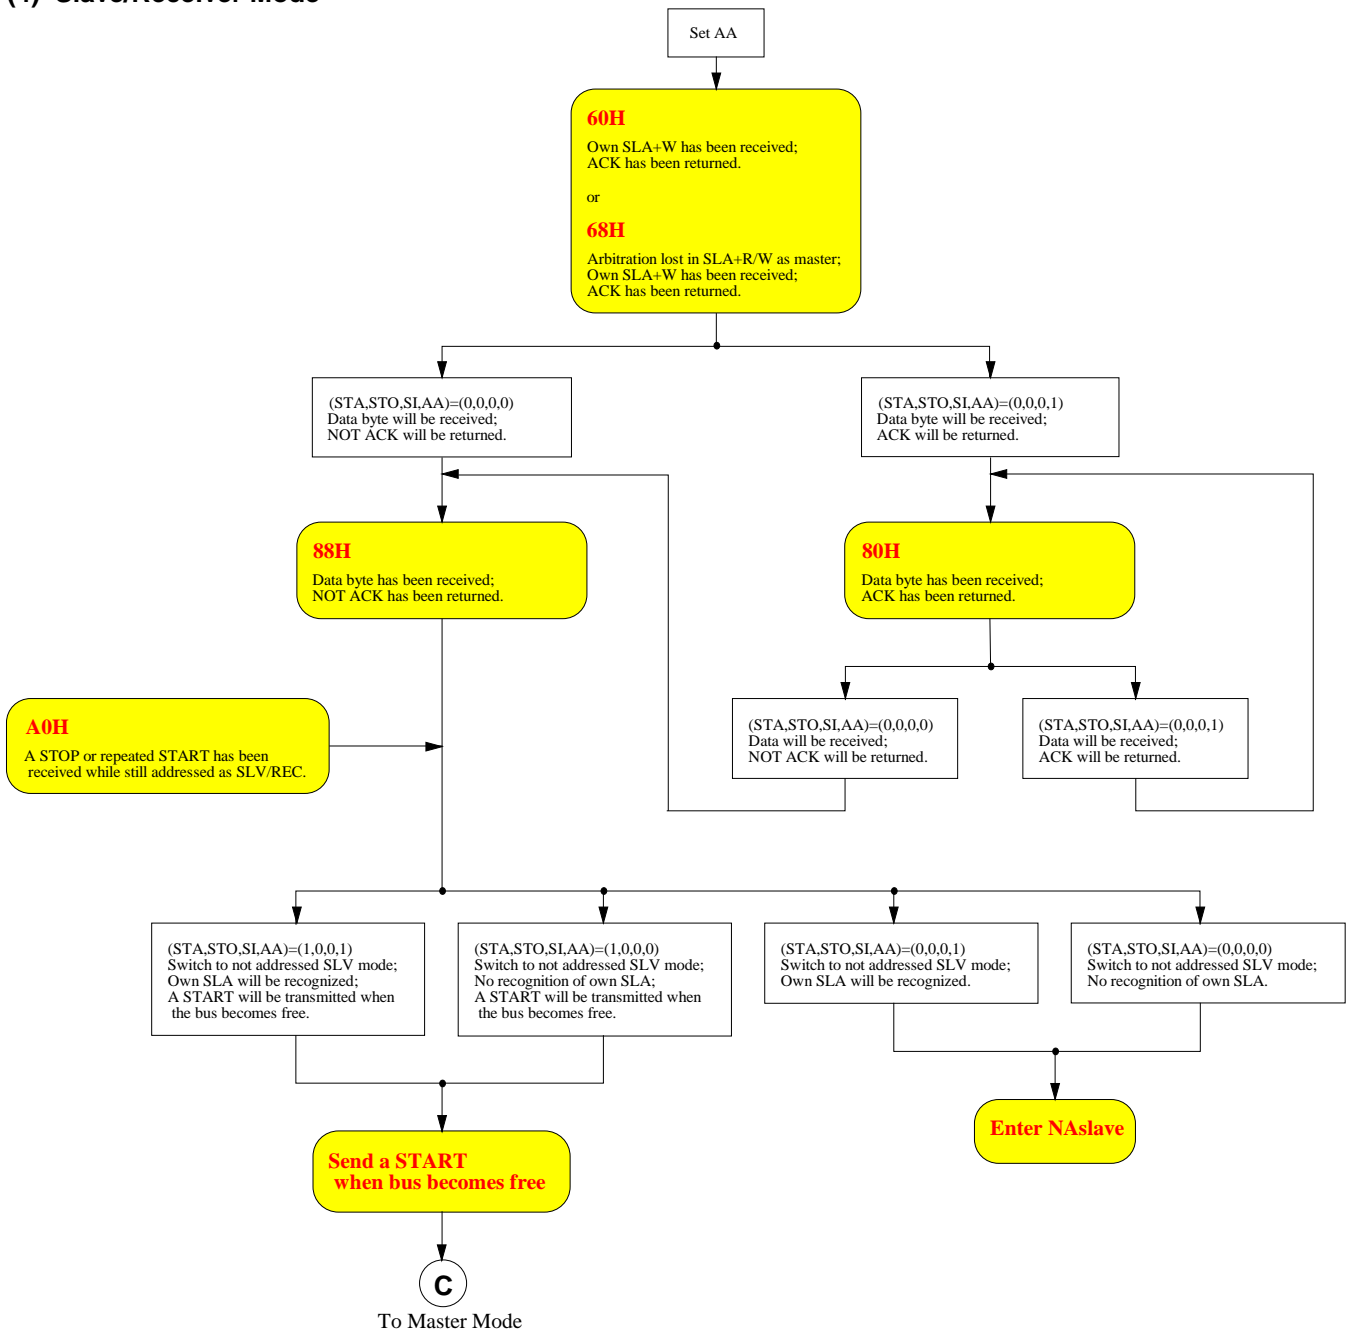 (4) Slave/Receiver Mode
Set AA
60H
Own SLA+W has been received;
ACK has been returned.
or
68H
Arbitration lost in SLA+R/W as master;
Own SLA+W has been received;
ACK has been returned.
(STA,STO,SI,AA)=(0,0,0,0)
Data byte will be received;
NOT ACK will be returned.
(STA,STO,SI,AA)=(0,0,0,1)
Data byte will be received;
ACK will be returned.
88H
Data byte has been received;
NOT ACK has been returned.
80H
Data byte has been received;
ACK has been returned.
A0H
A STOP or repeated START has been
received while still addressed as SLV/REC.
(STA,STO,SI,AA)=(0,0,0,0)
Data will be received;
NOT ACK will be returned.
(STA,STO,SI,AA)=(0,0,0,1)
Data will be received;
ACK will be returned.
(STA,STO,SI,AA)=(1,0,0,1)
Switch to not addressed SLV mode;
Own SLA will be recognized;
A START will be transmitted when
the bus becomes free.
(STA,STO,SI,AA)=(1,0,0,0)
Switch to not addressed SLV mode;
No recognition of own SLA;
A START will be transmitted when
the bus becomes free.
(STA,STO,SI,AA)=(0,0,0,1)
Switch to not addressed SLV mode;
Own SLA will be recognized.
(STA,STO,SI,AA)=(0,0,0,0)
Switch to not addressed SLV mode;
No recognition of own SLA.
Send a START
when bus becomes free
Enter NAslave
C
To Master Mode